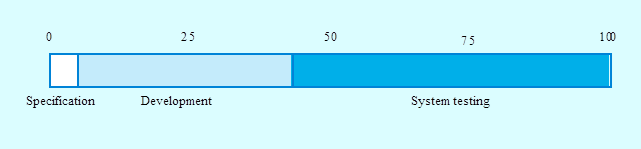 0 25 50 75 100
Specification Development System testing